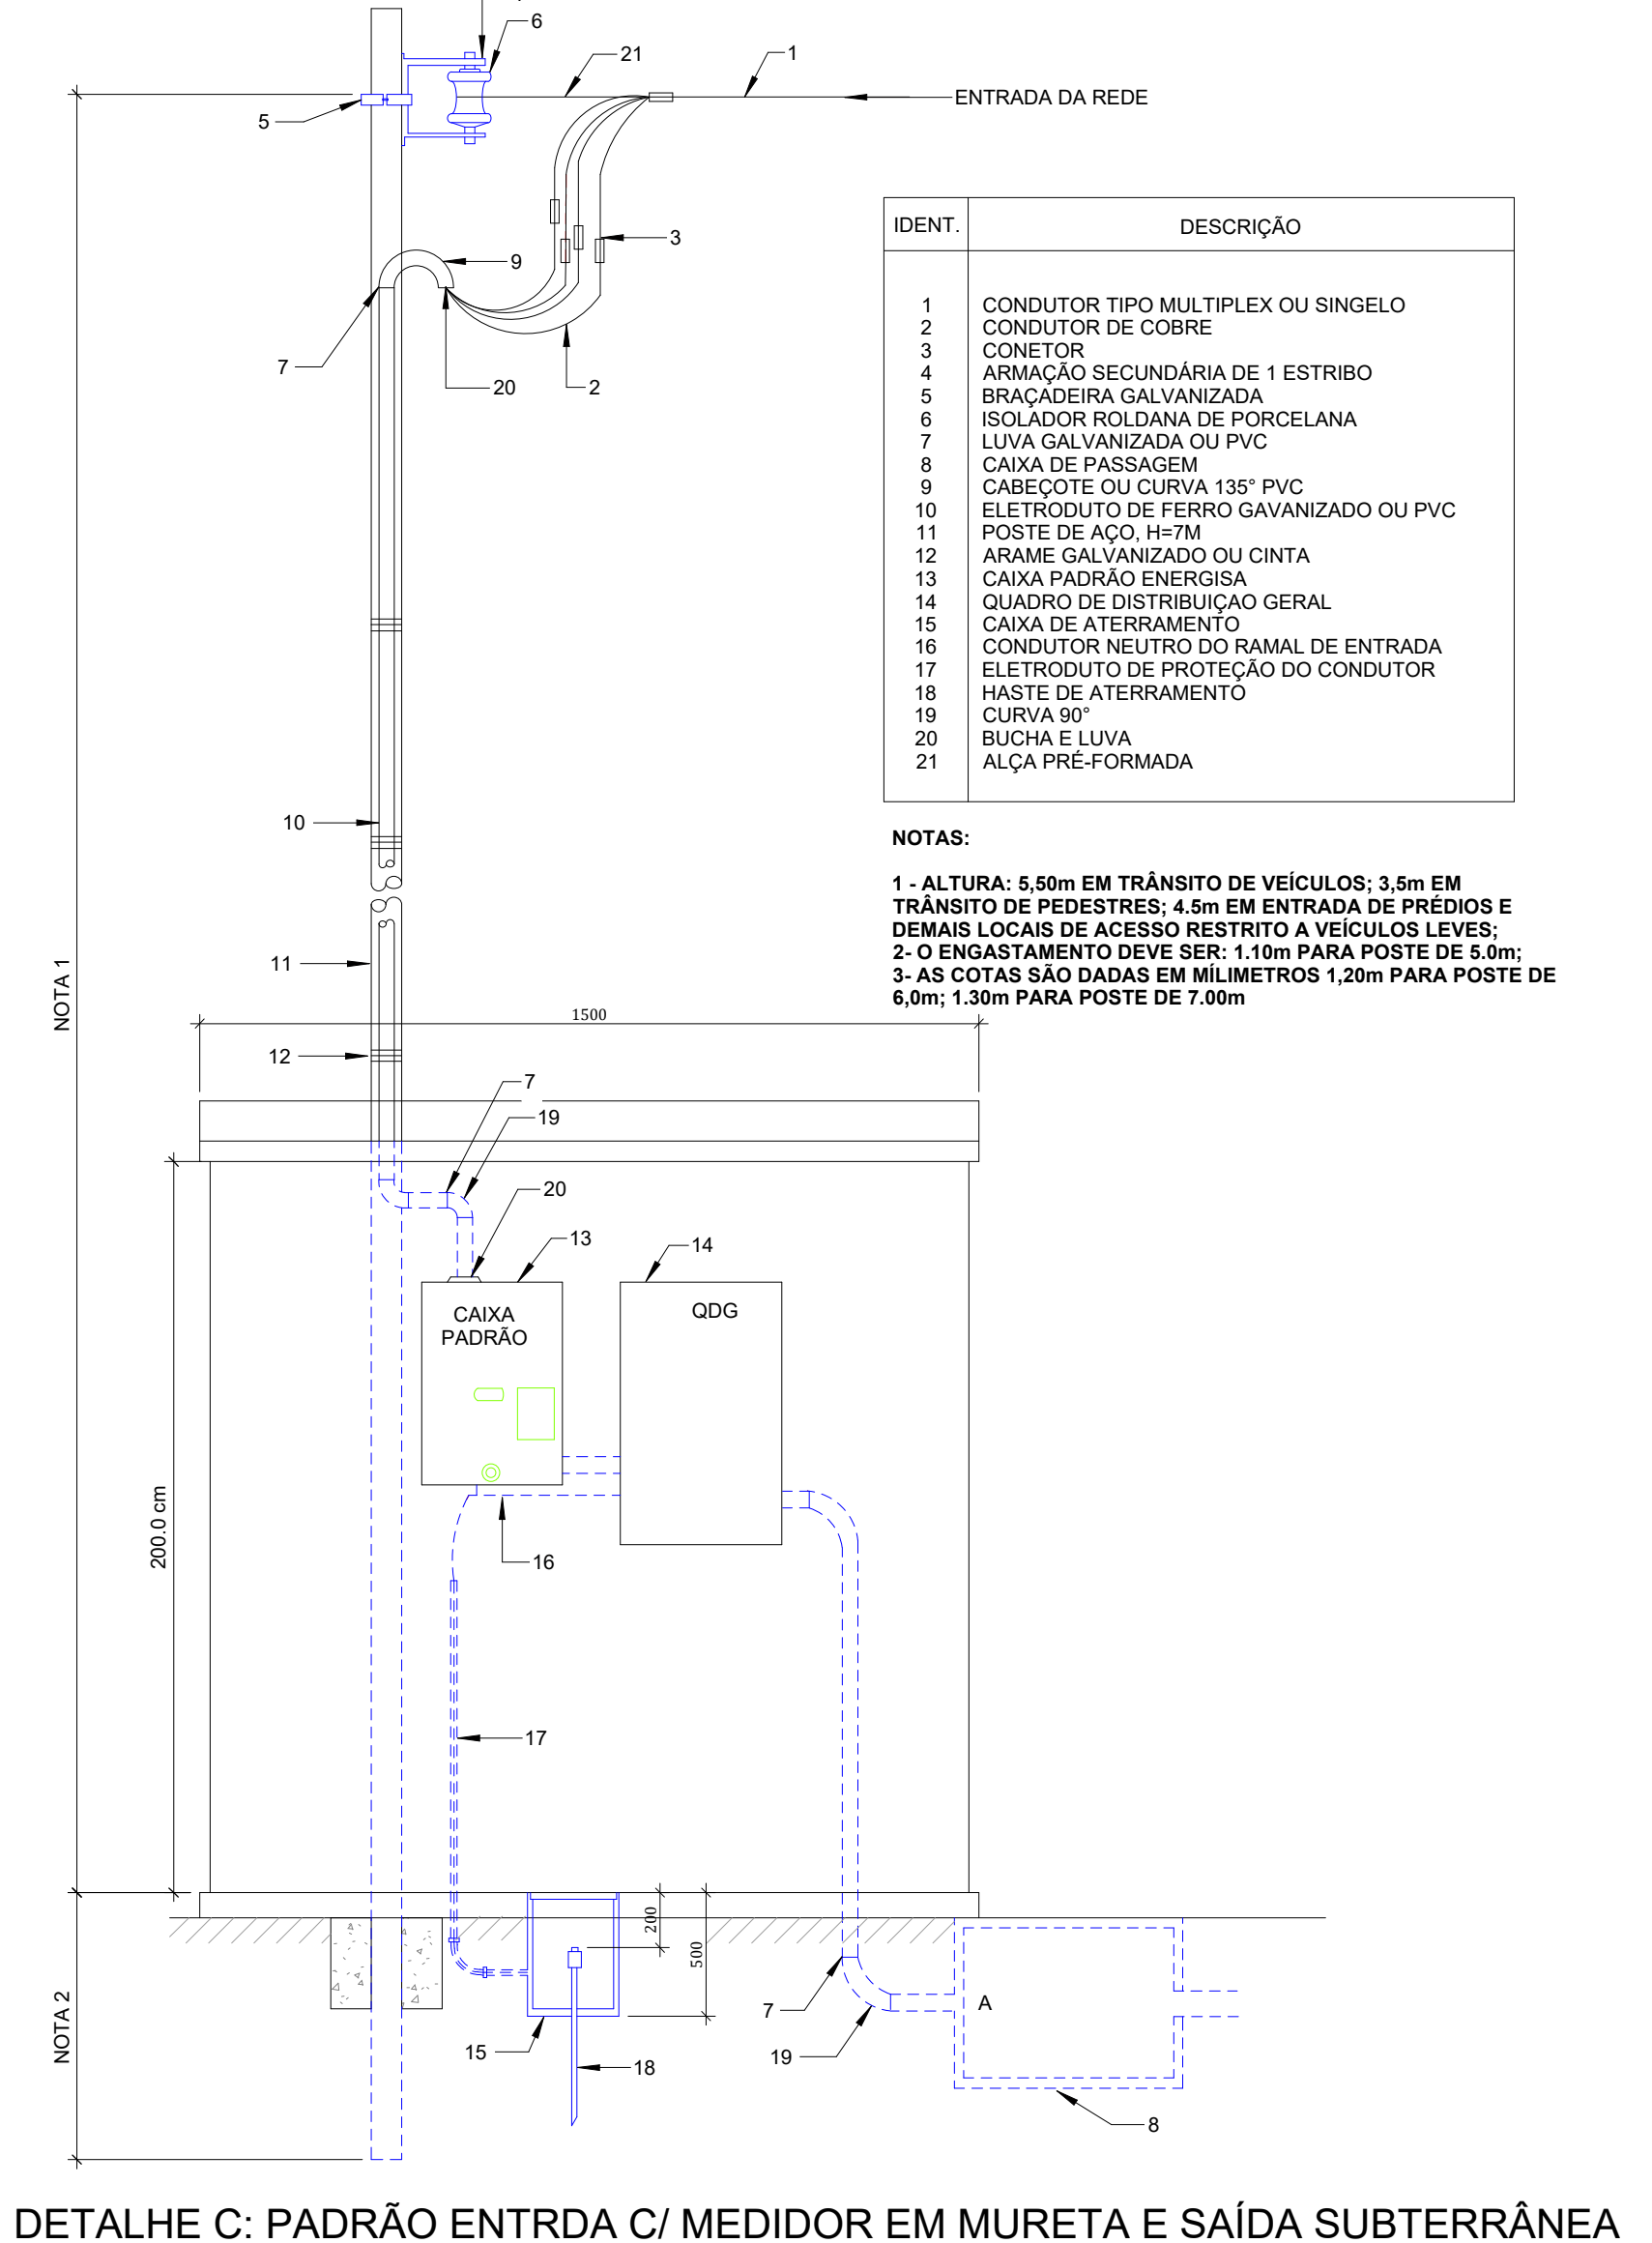 6
21
1
ENTRADA DA REDE
5
3
9
7
20
2
IDENT. DESCRIÇÃO
1 CONDUTOR TIPO MULTIPLEX OU SINGELO
2 CONDUTOR DE COBRE
3 CONETOR
4 ARMAÇÃO SECUNDÁRIA DE 1 ESTRIBO
5 BRAÇADEIRA GALVANIZADA
6 ISOLADOR ROLDANA DE PORCELANA
7 LUVA GALVANIZADA OU PVC
8 CAIXA DE PASSAGEM
9 CABEÇOTE OU CURVA 135° PVC
10 ELETRODUTO DE FERRO GAVANIZADO OU PVC
11 POSTE DE AÇO, H=7M
12 ARAME GALVANIZADO OU CINTA
13 CAIXA PADRÃO ENERGISA
14 QUADRO DE DISTRIBUIÇAO GERAL
15 CAIXA DE ATERRAMENTO
16 CONDUTOR NEUTRO DO RAMAL DE ENTRADA
17 ELETRODUTO DE PROTEÇÃO DO CONDUTOR
18 HASTE DE ATERRAMENTO
19 CURVA 90°
20 BUCHA E LUVA
21 ALÇA PRÉ-FORMADA
NOTAS:
1 - ALTURA: 5,50m EM TRÂNSITO DE VEÍCULOS; 3,5m EM
TRÂNSITO DE PEDESTRES; 4.5m EM ENTRADA DE PRÉDIOS E
DEMAIS LOCAIS DE ACESSO RESTRITO A VEÍCULOS LEVES;
2- O ENGASTAMENTO DEVE SER: 1.10m PARA POSTE DE 5.0m;
3- AS COTAS SÃO DADAS EM MÍLIMETROS 1,20m PARA POSTE DE
6,0m; 1.30m PARA POSTE DE 7.00m
10
11
NOTA 1
1500
12
7
19
20
13
14
CAIXA
PADRÃO
QDG
200.0 cm
16
17
200
500
NOTA 2
7
A
15
18
19
8
DETALHE C: PADRÃO ENTRDA C/ MEDIDOR EM MURETA E SAÍDA SUBTERRÂNEA